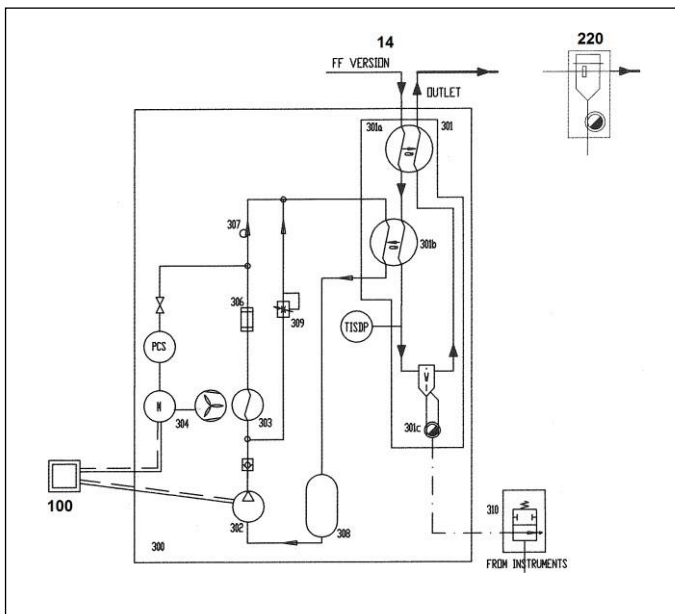 14
220
FF VERSION
OUTLET
301a
301
307
301b
306
309
TISDP
PCS
M
304
303
301c
100
302
308
310
300
FROM INSTRUMENTS